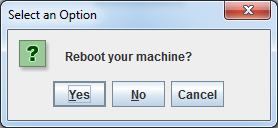 Select an Option
Reboot your machine?
Yes No Cancel